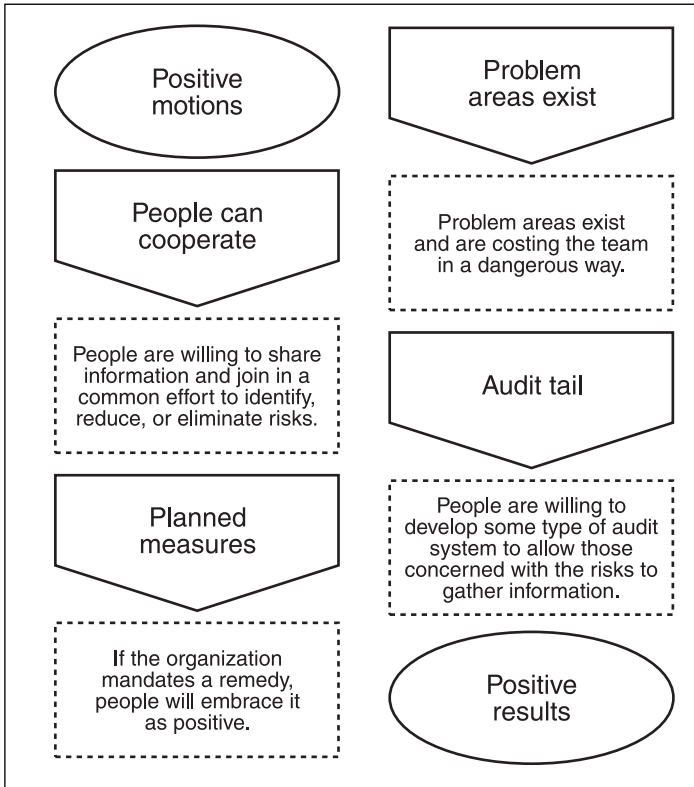 Positive
motions
People can
cooperate
People are willing to share
information and join in a
common effort to identify,
reduce, or eliminate risks.
Planned
measures
If the organization
mandates a remedy,
people will embrace it
as positive.
Problem
areas exist
Problem areas exist
and are costing the team
in a dangerous way.
Audit tail
People are willing to
develop some type of audit
system to allow those
concerned with the risks to
gather information.
Positive
results